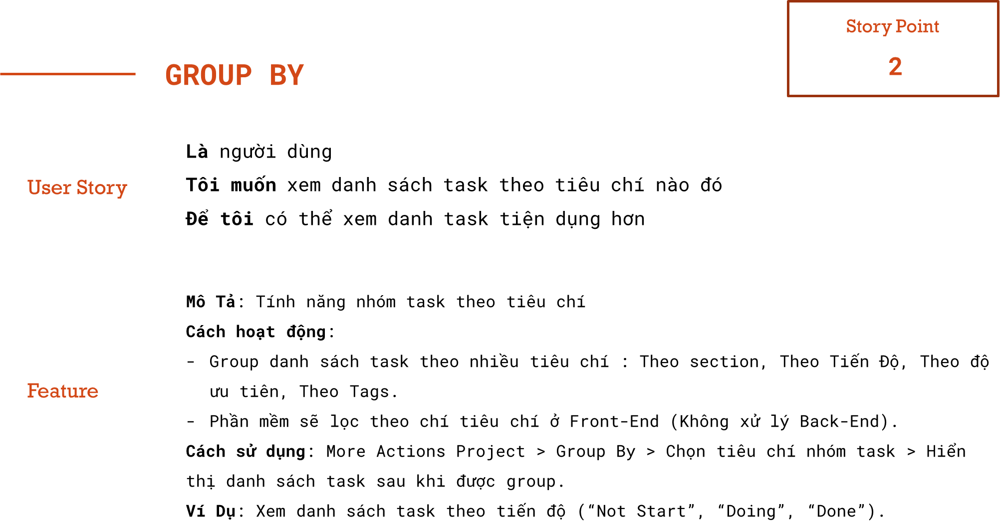 Story Point
2
GROUP BY
User Story
Là người dùng
Tôi muốn xem danh sách task theo tiêu chí nào đó
Để tôi có thể xem danh task tiện dụng hơn
Feature
Mô Tả: Tính năng nhóm task theo tiêu chí
Cách hoạt động:
- Group danh sách task theo nhiều tiêu chí : Theo section, Theo Tiến Độ, Theo độ
ưu tiên, Theo Tags.
- Phần mềm sẽ lọc theo chí tiêu chí ở Front-End (Không xử lý Back-End).
Cách sử dụng: More Actions Project > Group By > Chọn tiêu chí nhóm task > Hiển
thị danh sách task sau khi được group.
Ví Dụ: Xem danh sách task theo tiến độ (“Not Start”, “Doing”, “Done”).